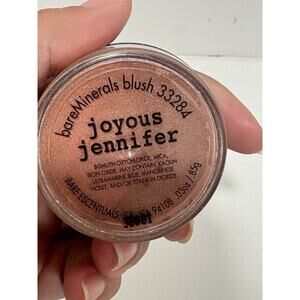 bareMinerals blush 33284
joyous
jennifer
BISMUTH OXYCHLORIDE, MICA,
IRON OXIDE. MAY CONTAIN: KAOLIN
ULTRAMARINE BLUE, MANGANESE
VIOLET, AND/OR TITANIUM DIOXIDE.
BARE ESCENTUALS 94108 .03oz/.85g